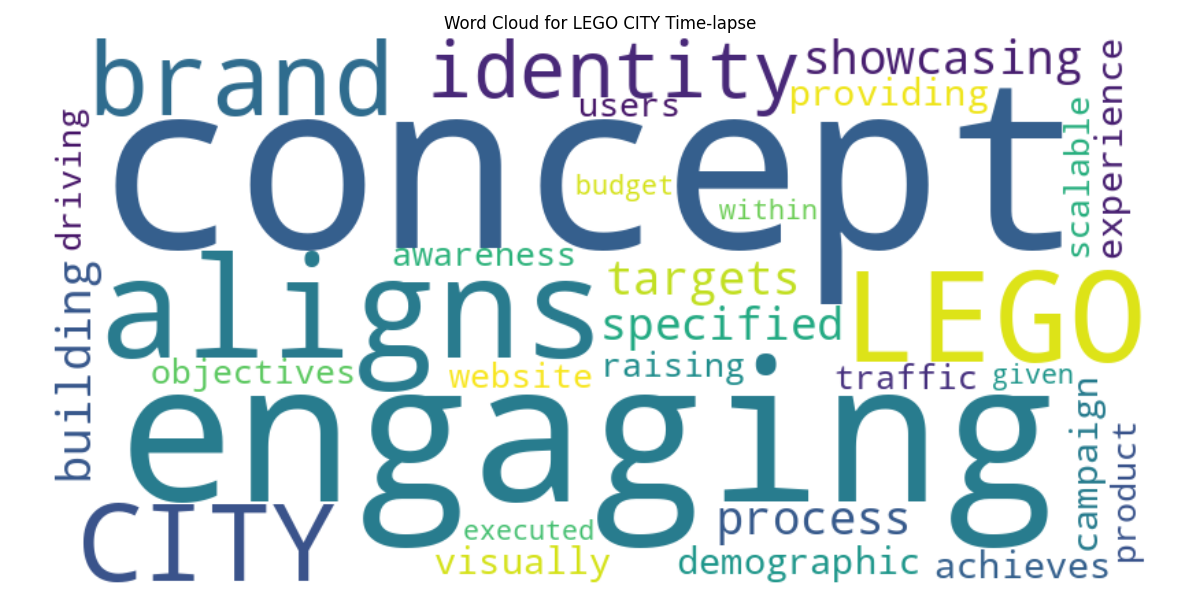 Word Cloud for LEGO CITY Time-lapse
brand
identity
showcasing
users
providing
experience
driving
concept
scalable
budget
within
awareness
aligns
targets
LEGO
building
specified
objectives
website
raising
traffic
given
engaging
campaign
product
CITY
process
executed
visually
demographic
achieves